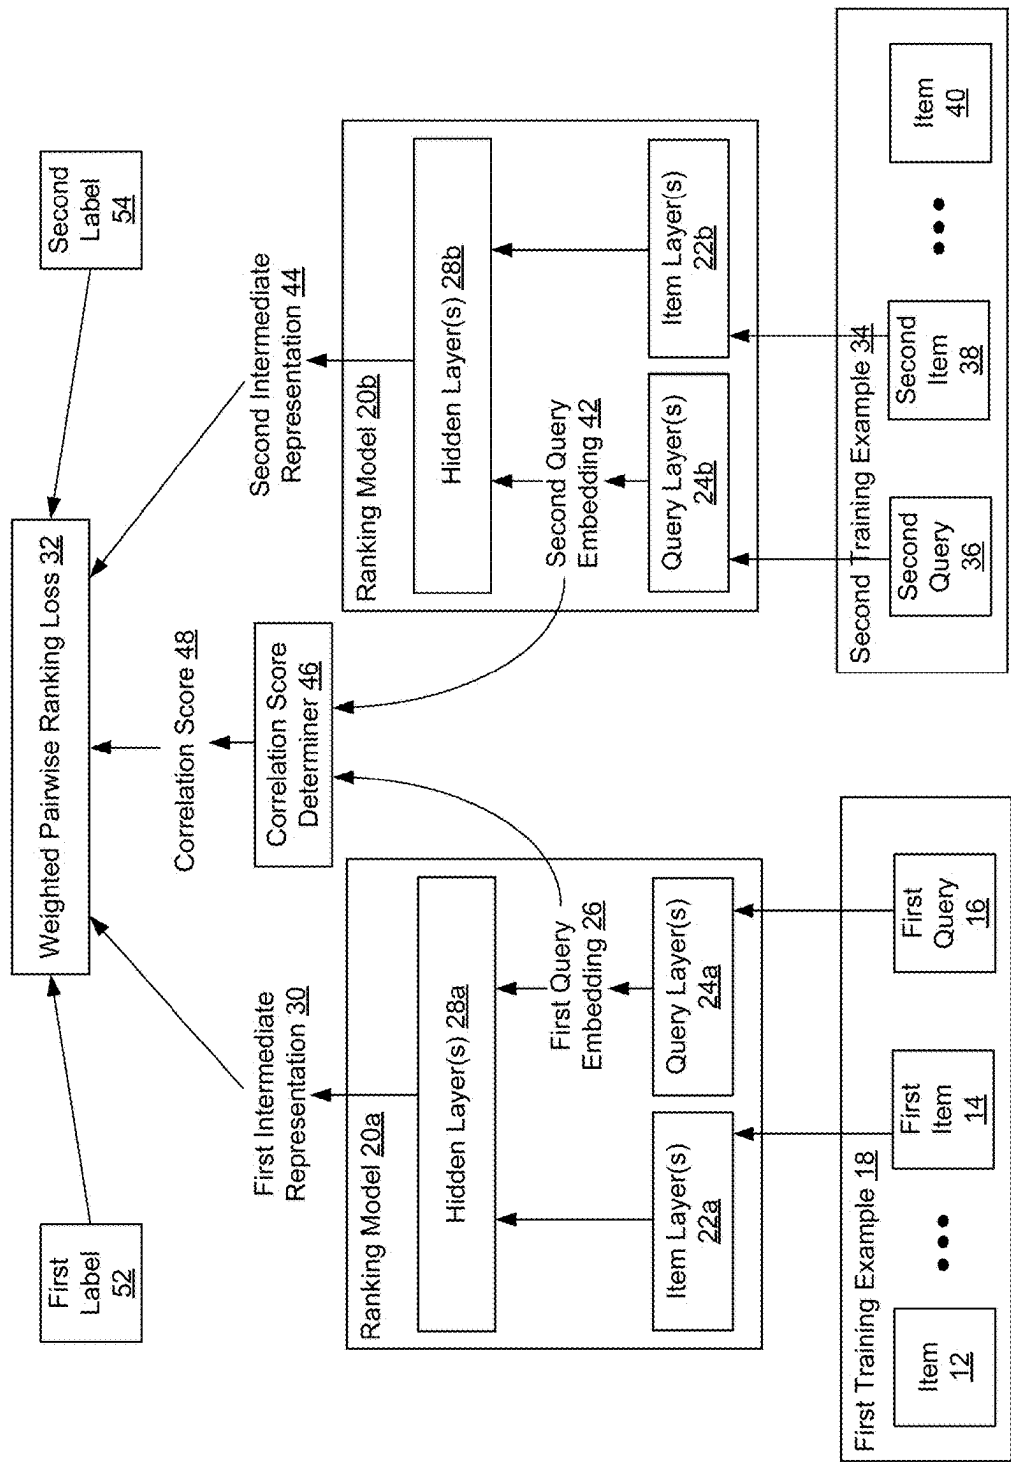 First
Label
52
Weighted Pairwise Ranking Loss 32
Second
Label
54
First Intermediate
Representation 30
Correlation Score 48
Second Intermediate
Representation 44
Correlation Score
Determiner 46
Ranking Model 20a
Hidden Layer(s) 28a
First Query
Embedding 26
Item Layer(s)
22a
Query Layer(s)
24a
Ranking Model 20b
Hidden Layer(s) 28b
Second Query
Embedding 42
Query Layer(s)
24b
Item Layer(s)
22b
First Training Example 18
Item
12
First
Item
14
First
Query
16
Second Training Example 34
Second
Query
36
Second
Item
38
Item
40